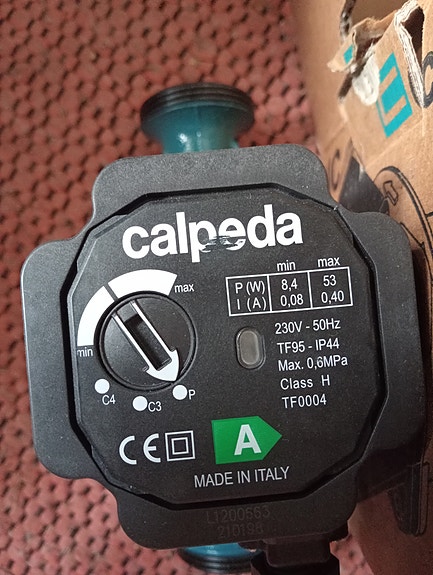 calpeda
min max
P (W) 8,4 53
I (A) 0,08 0,40
max
min
C4
C3
P
230V - 50Hz
TF95 - IP44
Max. 0,6MPa
Class H
TF0004
CE
A
MADE IN ITALY